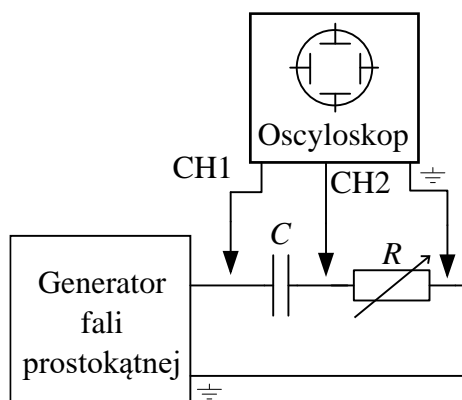 Oscyloskop
CH1
CH2
C
R
Generator
fali
prostokątnej